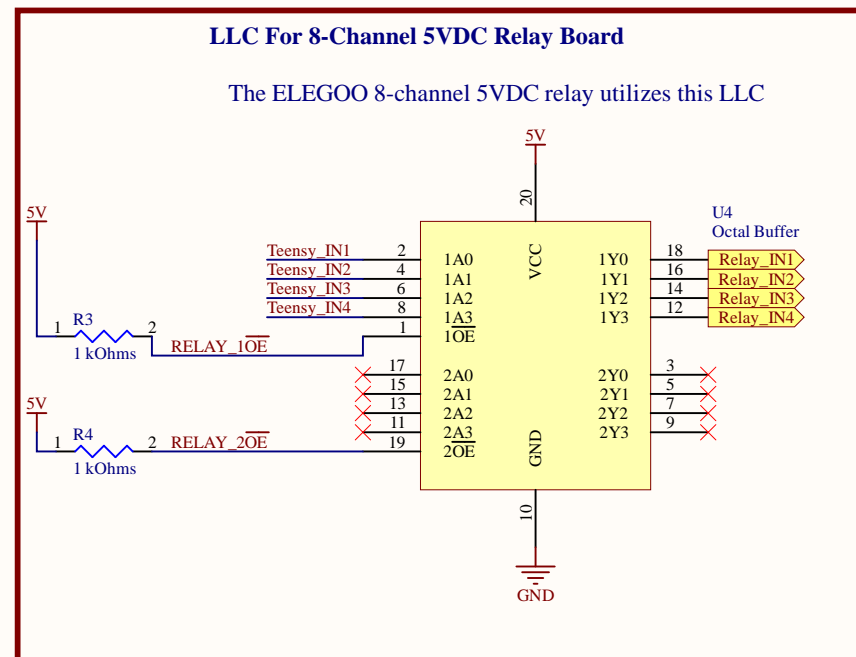 LLC For 8-Channel 5VDC Relay Board
The ELEGOO 8-channel 5VDC relay utilizes this LLC
5V
20
VCC
U4
Octal Buffer
5V
Teensy_IN1 2 1A0 1Y0 18 Relay_IN1
Teensy_IN2 4 1A1 1Y1 16 Relay_IN2
Teensy_IN3 6 1A2 1Y2 14 Relay_IN3
Teensy_IN4 8 1A3 1Y3 12 Relay_IN4
1 1O̅E̅
R3
1 2
1 kOhms
RELAY_1O̅E̅
17 2A0 2Y0 3
15 2A1 2Y1 5
13 2A2 2Y2 7
11 2A3 2Y3 9
19 2O̅E̅
5V
R4
1 2
1 kOhms
RELAY_2O̅E̅
GND
10
GND